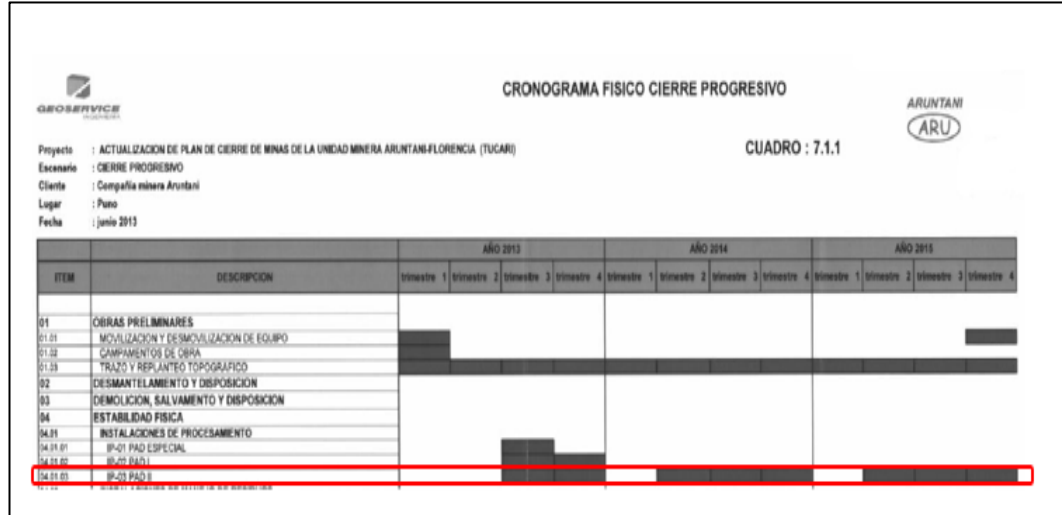 CRONOGRAMA FISICO CIERRE PROGRESIVO
GEOSERVICE
INGENIERIA
ARUNTANI
ARU
CUADRO : 7.1.1
Proyecto : ACTUALIZACION DE PLAN DE CIERRE DE MINAS DE LA UNIDAD MINERA ARUNTANI-FLORENCIA (TUCARI)
Escenario : CIERRE PROGRESIVO
Cliente : Compañía minera Aruntani
Lugar : Puno
Fecha : junio 2013
AÑO 2013 AÑO 2014 AÑO 2015
ITEM DESCRIPCION trimestre 1 trimestre 2 trimestre 3 trimestre 4 trimestre 1 trimestre 2 trimestre 3 trimestre 4 trimestre 1 trimestre 2 trimestre 3 trimestre 4
01 OBRAS PRELIMINARES
01.01 MOVILIZACION Y DESMOVILIZACION DE EQUIPO
01.02 CAMPAMENTOS DE OBRA
01.03 TRAZO Y REPLANTEO TOPOGRAFICO
02 DESMANTELAMIENTO Y DISPOSICION
03 DEMOLICION, SALVAMENTO Y DISPOSICION
04 ESTABILIDAD FISICA
04.01 INSTALACIONES DE PROCESAMIENTO
04.01.01 IP-01 PAD ESPECIAL
04.01.02 IP-02 PAD I
04.01.03 IP-03 PAD II